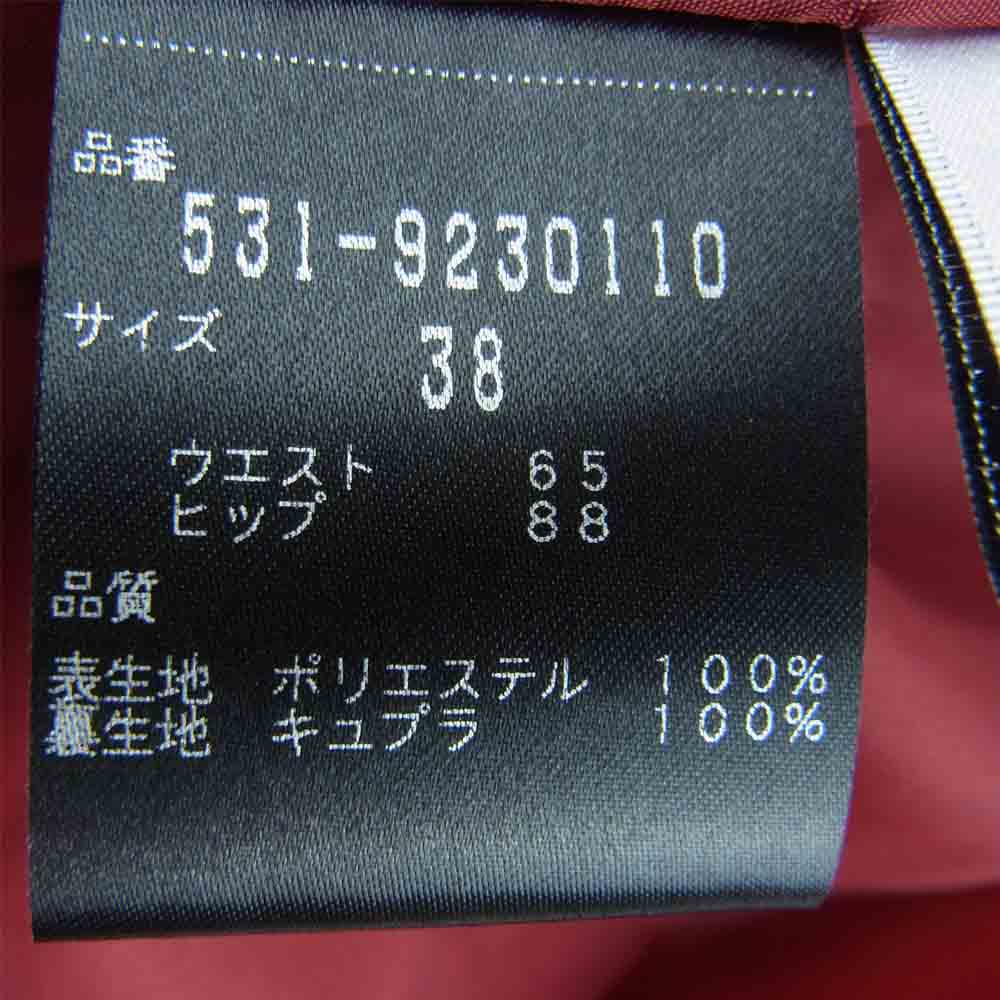 品番
531-9230110
サイズ 38
ウエスト 65
ヒップ 88
品質
表生地 ポリエステル 100%
裏生地 キュプラ 100%